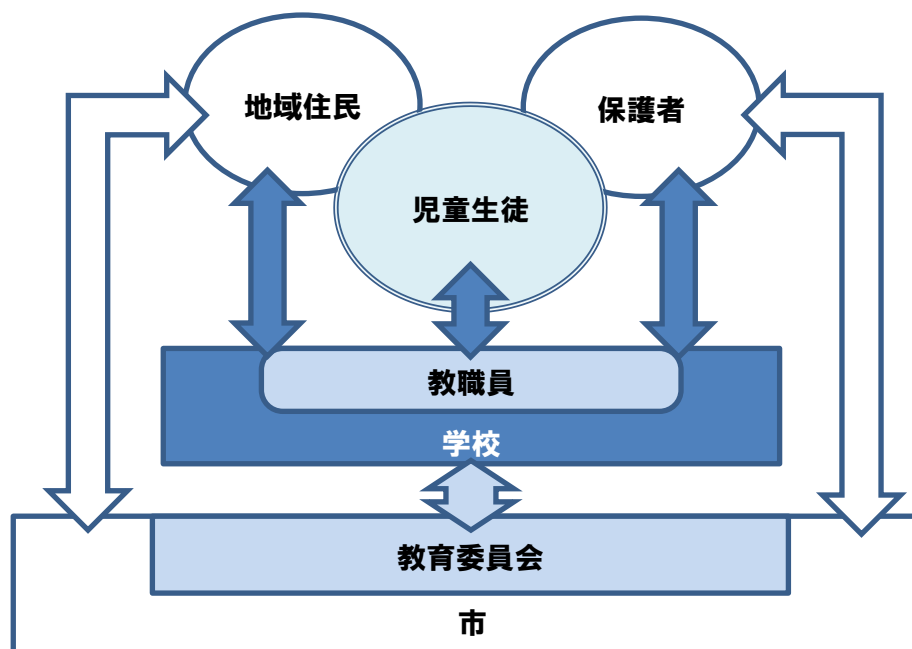 地域住民
保護者
児童生徒
教職員
学校
教育委員会
市